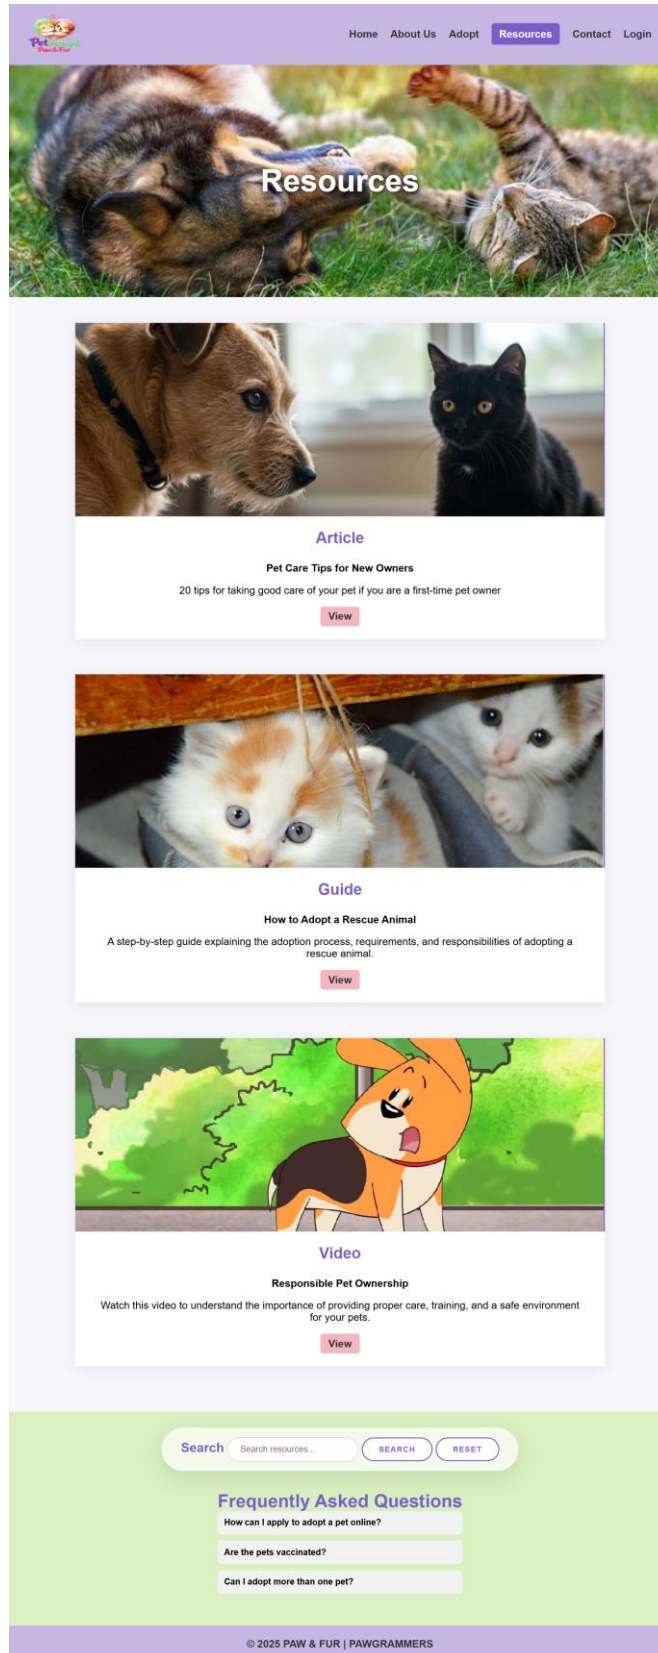 PetAdopt
Paw & Fur
Home About Us Adopt Resources Contact Login
Resources
Article
Pet Care Tips for New Owners
20 tips for taking good care of your pet if you are a first-time pet owner
View
Guide
How to Adopt a Rescue Animal
A step-by-step guide explaining the adoption process, requirements, and responsibilities of adopting a
rescue animal.
View
Video
Responsible Pet Ownership
Watch this video to understand the importance of providing proper care, training, and a safe environment
for your pets.
View
Search Search resources... SEARCH RESET
Frequently Asked Questions
How can I apply to adopt a pet online?
Are the pets vaccinated?
Can I adopt more than one pet?
© 2025 PAW & FUR | PAWGRAMMERS